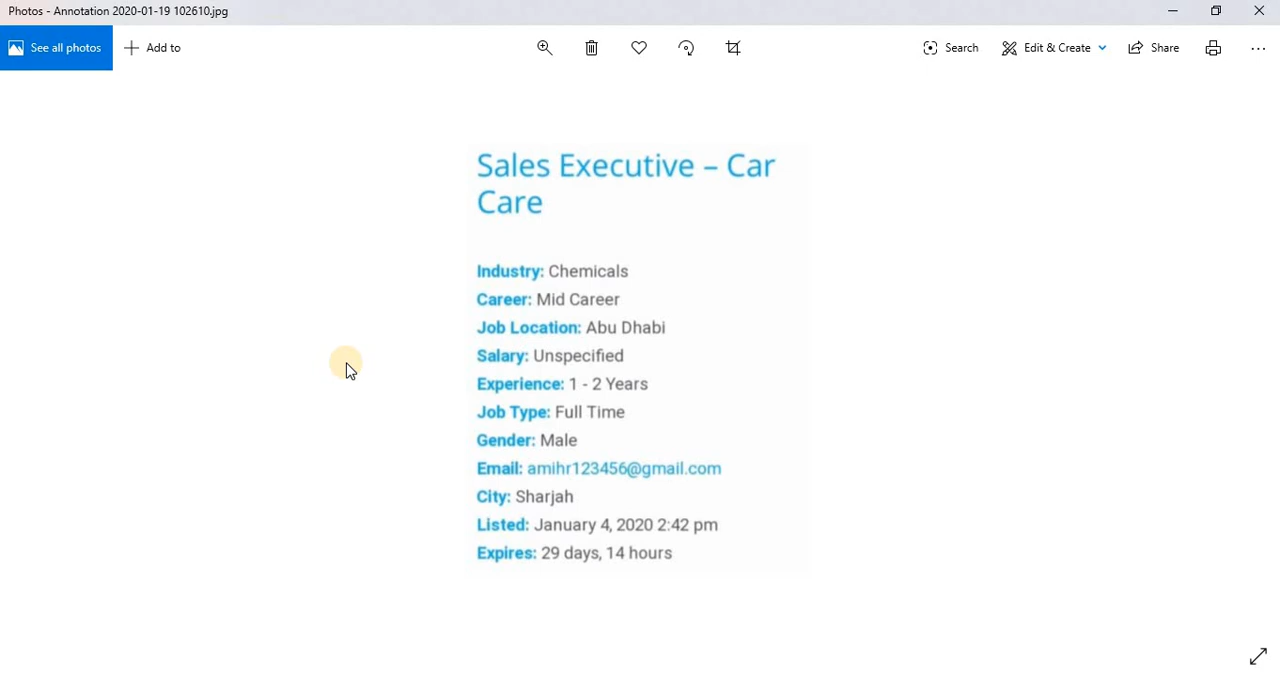 Photos - Annotation 2020-01-19 102610.jpg
See all photos
Add to
Search
Edit & Create
Share
Sales Executive – Car
Care
Industry: Chemicals
Career: Mid Career
Job Location: Abu Dhabi
Salary: Unspecified
Experience: 1 - 2 Years
Job Type: Full Time
Gender: Male
Email: amihr123456@gmail.com
City: Sharjah
Listed: January 4, 2020 2:42 pm
Expires: 29 days, 14 hours